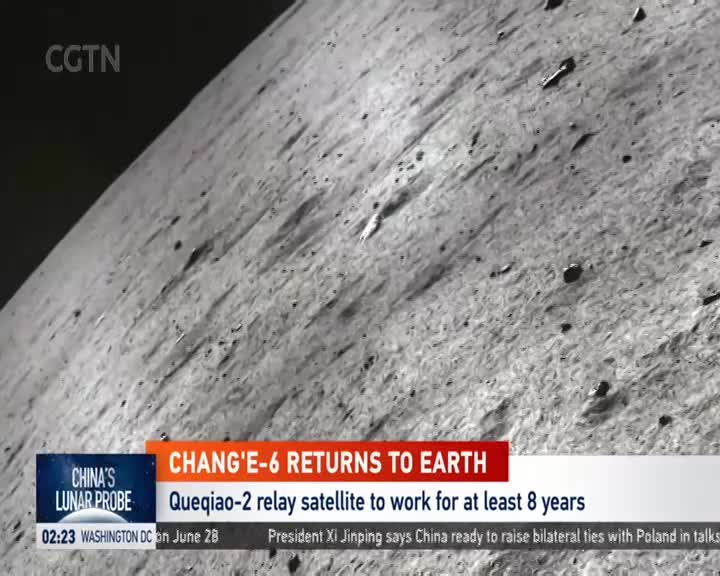 CGTN
CHANG'E-6 RETURNS TO EARTH
CHINA'S
LUNAR PROBE
Queqiao-2 relay satellite to work for at least 8 years
02:23 WASHINGTON DC
on June 28 President Xi Jinping says China ready to raise bilateral ties with Poland in talks